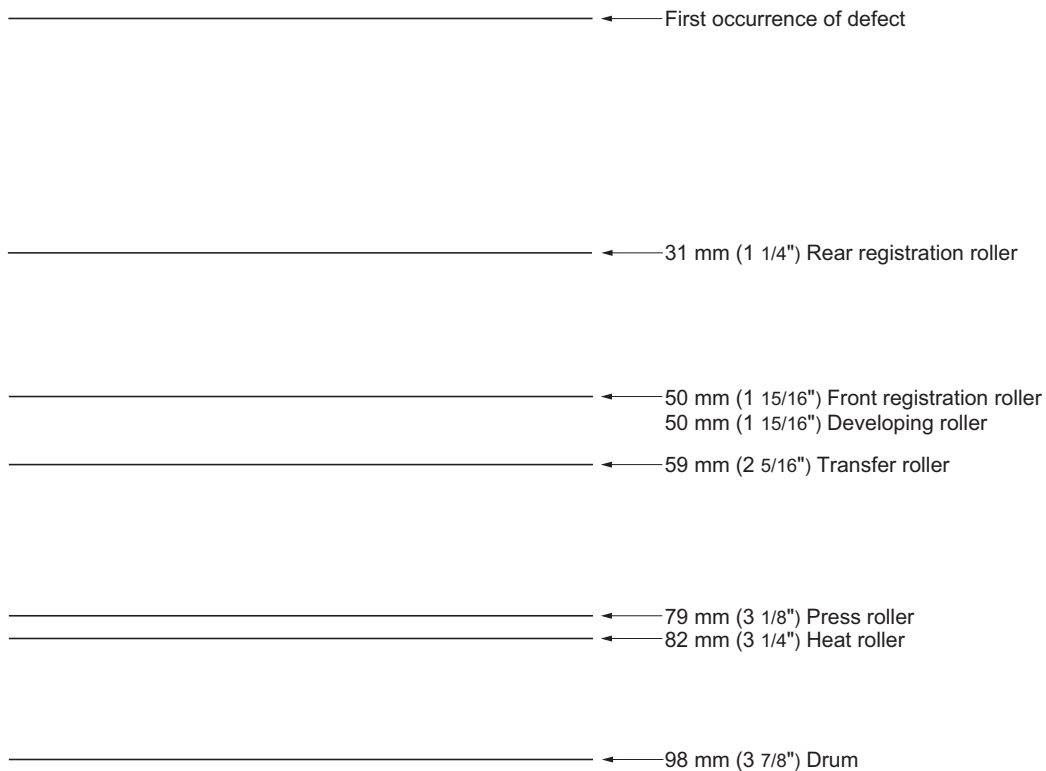 First occurrence of defect
31 mm (1 1/4") Rear registration roller
50 mm (1 15/16") Front registration roller
50 mm (1 15/16") Developing roller
59 mm (2 5/16") Transfer roller
79 mm (3 1/8") Press roller
82 mm (3 1/4") Heat roller
98 mm (3 7/8") Drum